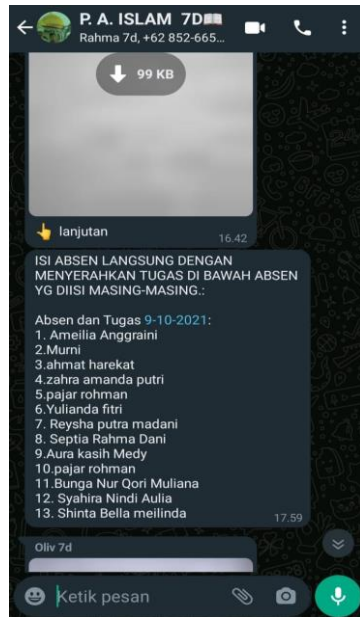 P. A. ISLAM 7D
Rahma 7d, +62 852-665...
99 KB
lanjutan
16.42
ISI ABSEN LANGSUNG DENGAN
MENYERAHKAN TUGAS DI BAWAH ABSEN
YG DIISI MASING-MASING.:
Absen dan Tugas 9-10-2021:
1. Ameilia Anggraini
2.Murni
3.ahmat harekat
4.zahra amanda putri
5.pajar rohman
6.Yulianda fitri
7. Reysha putra madani
8. Septia Rahma Dani
9.Aura kasih Medy
10.pajar rohman
11.Bunga Nur Qori Muliana
12. Syahira Nindi Aulia
13. Shinta Bella meilinda
17.59
Oliv 7d
Ketik pesan